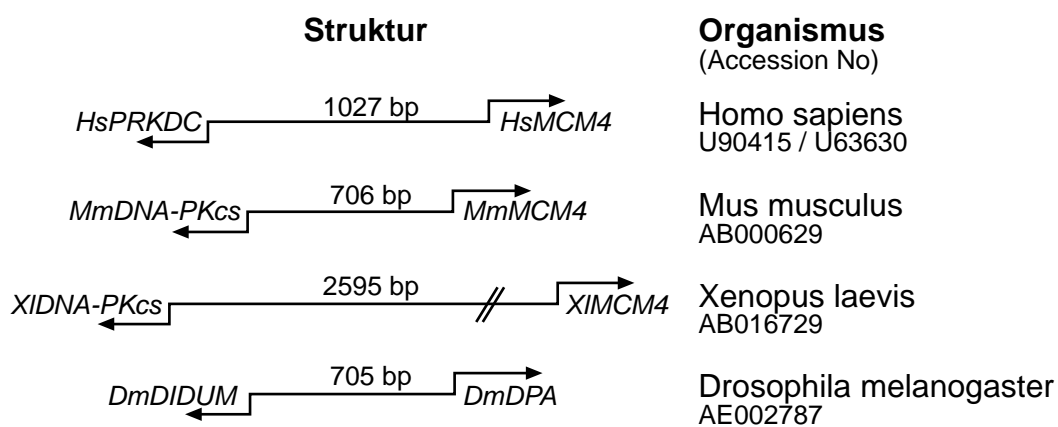 Struktur
Organismus
(Accession No)
HsPRKDC 1027 bp HsMCM4
Homo sapiens
U90415 / U63630
MmDNA-PKcs 706 bp MmMCM4
Mus musculus
AB000629
XlDNA-PKcs 2595 bp XlMCM4
Xenopus laevis
AB016729
DmDIDUM 705 bp DmDPA
Drosophila melanogaster
AE002787